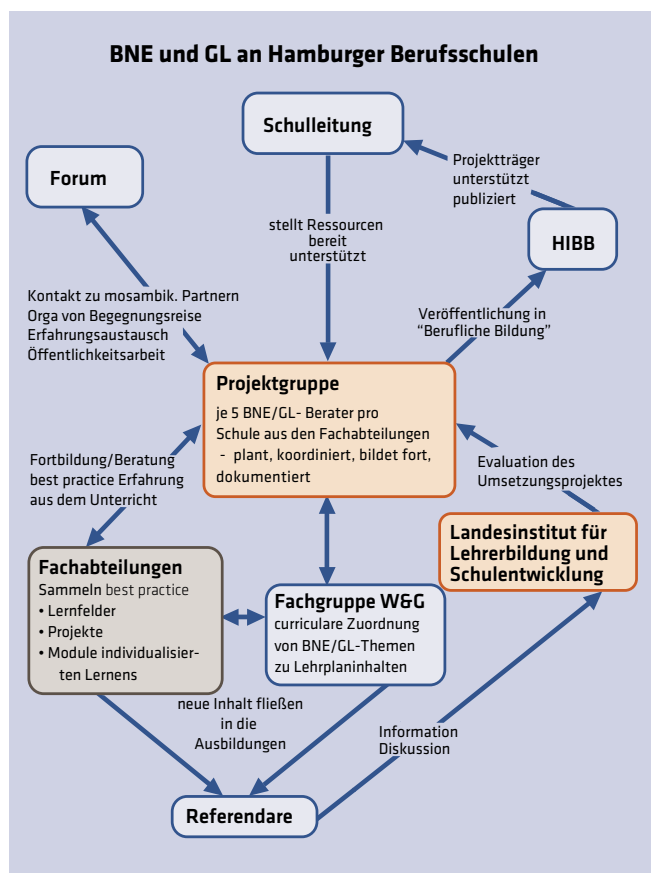 BNE und GL an Hamburger Berufsschulen
Schulleitung
Forum
Projektträger
unterstützt
publiziert
HIBB
stellt Ressourcen
bereit
unterstützt
Kontakt zu mosambik. Partnern
Orga von Begegnungsreise
Erfahrungsaustausch
Öffentlichkeitsarbeit
Veröffentlichung in
“Berufliche Bildung”
Projektgruppe
je 5 BNE/GL- Berater pro
Schule aus den Fachabteilungen
- plant, koordiniert, bildet fort,
dokumentiert
Fortbildung/Beratung
best practice Erfahrung
aus dem Unterricht
Evaluation des
Umsetzungsprojektes
Landesinstitut für
Lehrerbildung und
Schulentwicklung
Fachabteilungen
Sammeln best practice
• Lernfelder
• Projekte
• Module individualisier-
ten Lernens
Fachgruppe W&G
curriculare Zuordnung
von BNE/GL-Themen
zu Lehrplaninhalten
neue Inhalt fließen
in die
Ausbildungen
Information
Diskussion
Referendare